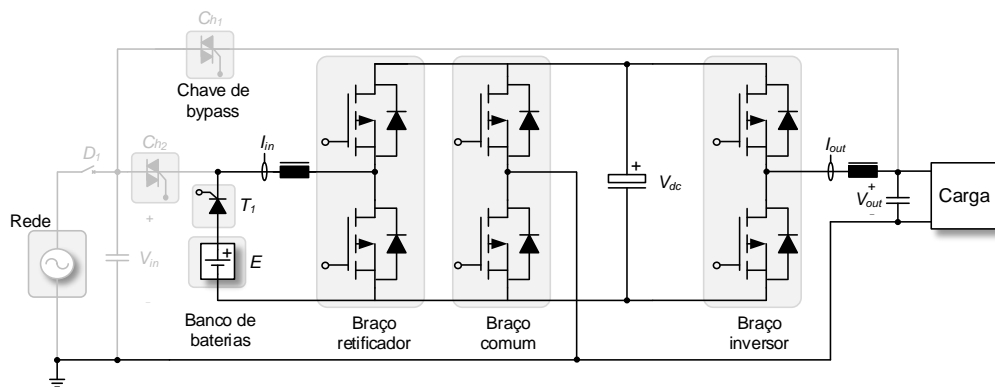 Ch1
Chave de
bypass
D1
Ch2
Iin
Iout
T1
Vdc
+
Vout
-
Carga
Rede
+
Vin
-
+
E
+
Banco de
baterias
Braço
retificador
Braço
comum
Braço
inversor